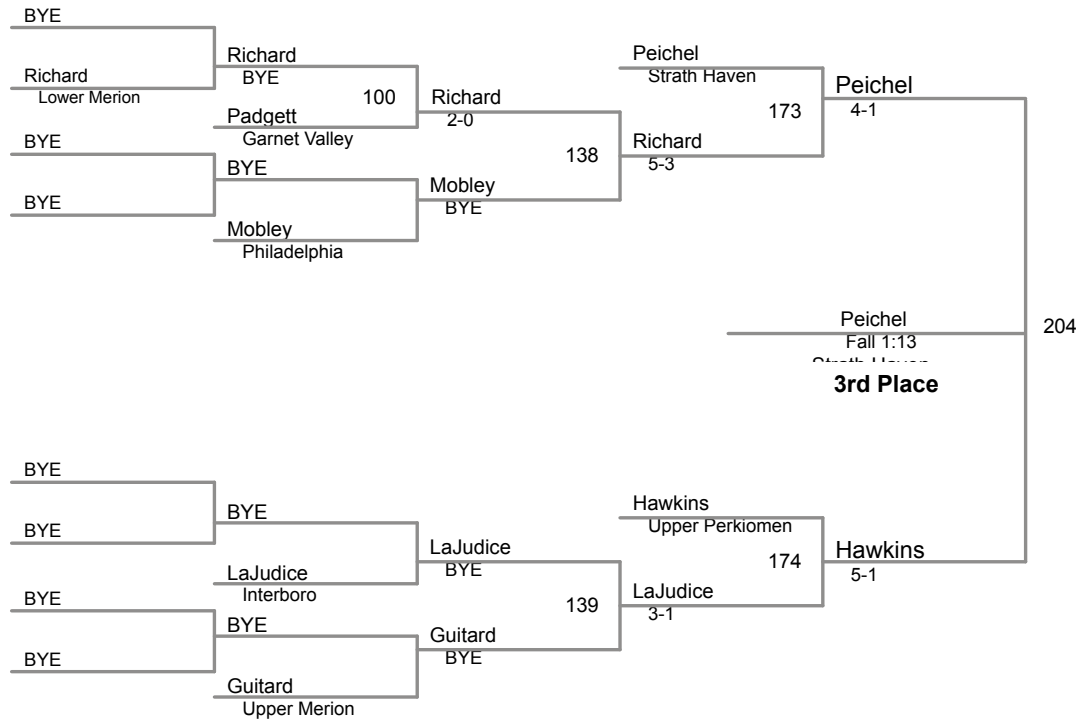 BYE
Richard
Lower Merion
BYE
BYE
Richard
BYE
100
Padgett
Garnet Valley
BYE
Mobley
Philadelphia
Richard
2-0
138
Mobley
BYE
Peichel
Strath Haven
173
Richard
5-3
Peichel
4-1
Peichel
Fall 1:13
Strath Haven
3rd Place
204
BYE
BYE
BYE
BYE
BYE
LaJudice
Interboro
BYE
Guitard
Upper Merion
LaJudice
BYE
139
Guitard
BYE
Hawkins
Upper Perkiomen
174
LaJudice
3-1
Hawkins
5-1